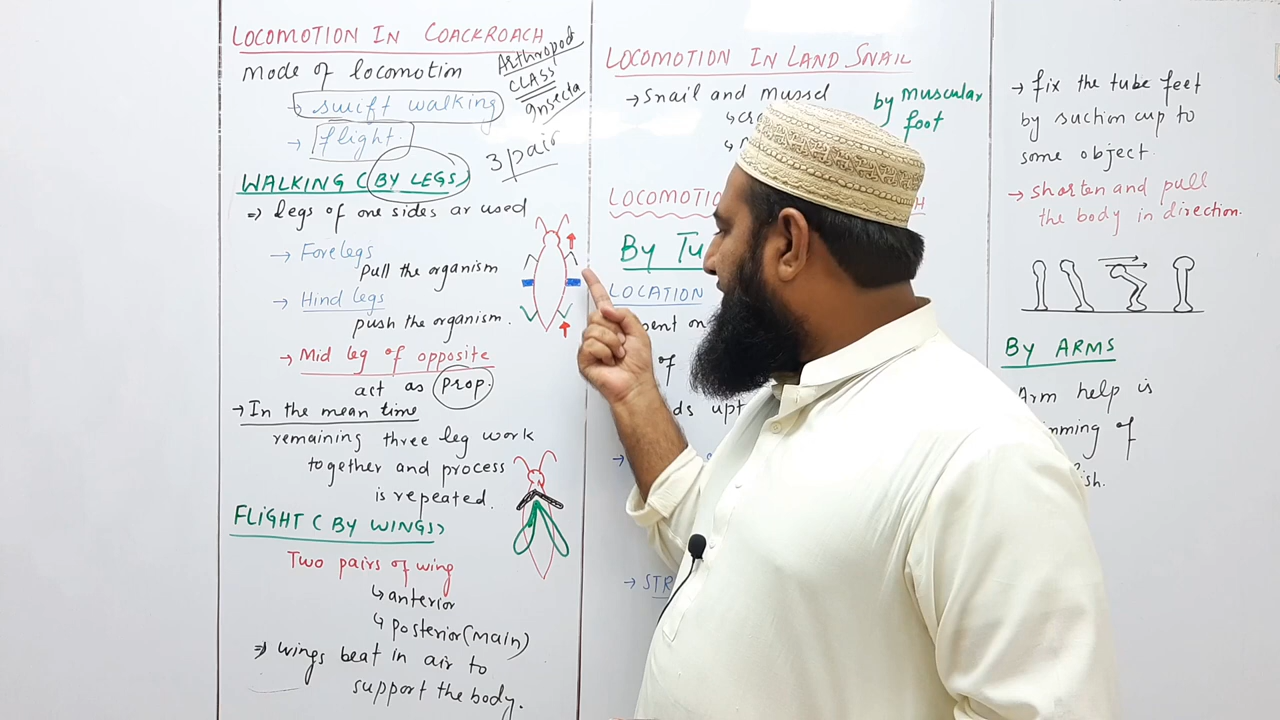 LOCOMOTION IN COACKROACH
Mode of locomotion
→ swift walking
→ flight.
Arthropod
CLASS
Insecta
3 pair
WALKING (BY LEGS)
⇒ legs of one sides ar used
→ Forelegs
pull the organism
→ Hind legs
push the organism.
→ Mid leg of opposite
act as prop.
→ In the mean time
remaining three leg work
together and process
is repeated.
FLIGHT (BY WINGS)
Two pairs of wing
↳ anterior
↳ posterior (main)
⇒ wings beat in air to
support the body.
LOCOMOTION IN LAND SNAIL
→ Snail and mussel
by muscular
foot
By Tu
LOCATION
of
→ fix the tube feet
by suction cup to
some object.
→ shorten and pull
the body in direction.
BY ARMS
Arm help is